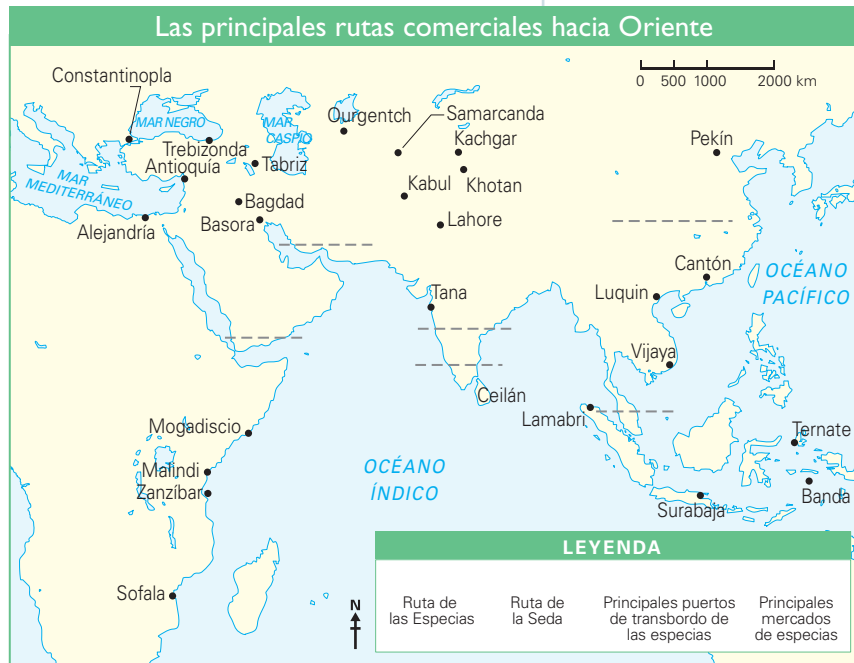 Las principales rutas comerciales hacia Oriente
Constantinopla
0 500 1000 2000 km
MAR NEGRO
MAR
CASPIO
Ourgentch
Samarcanda
Kachgar
Pekín
Trebizonda
Antioquía
Tabriz
MAR
MEDITERRÁNEO
Kabul
Khotan
Bagdad
Basora
Lahore
Alejandría
Cantón
OCÉANO
PACÍFICO
Tana
Luquin
Vijaya
Ceilán
Lamabri
Mogadiscio
Ternate
Malindi
Zanzíbar
OCÉANO
ÍNDICO
Banda
Surabaja
LEYENDA
Sofala
N
Ruta de
las Especias
Ruta de
la Seda
Principales puertos
de transbordo de
las especias
Principales
mercados
de especias